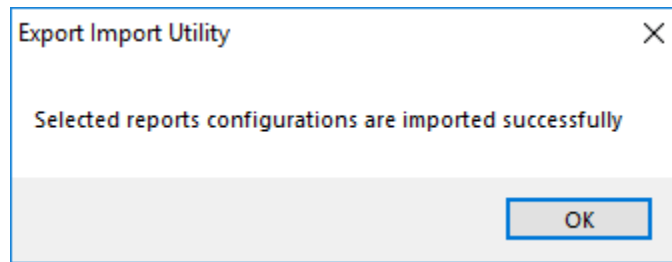 Export Import Utility
Selected reports configurations are imported successfully
OK